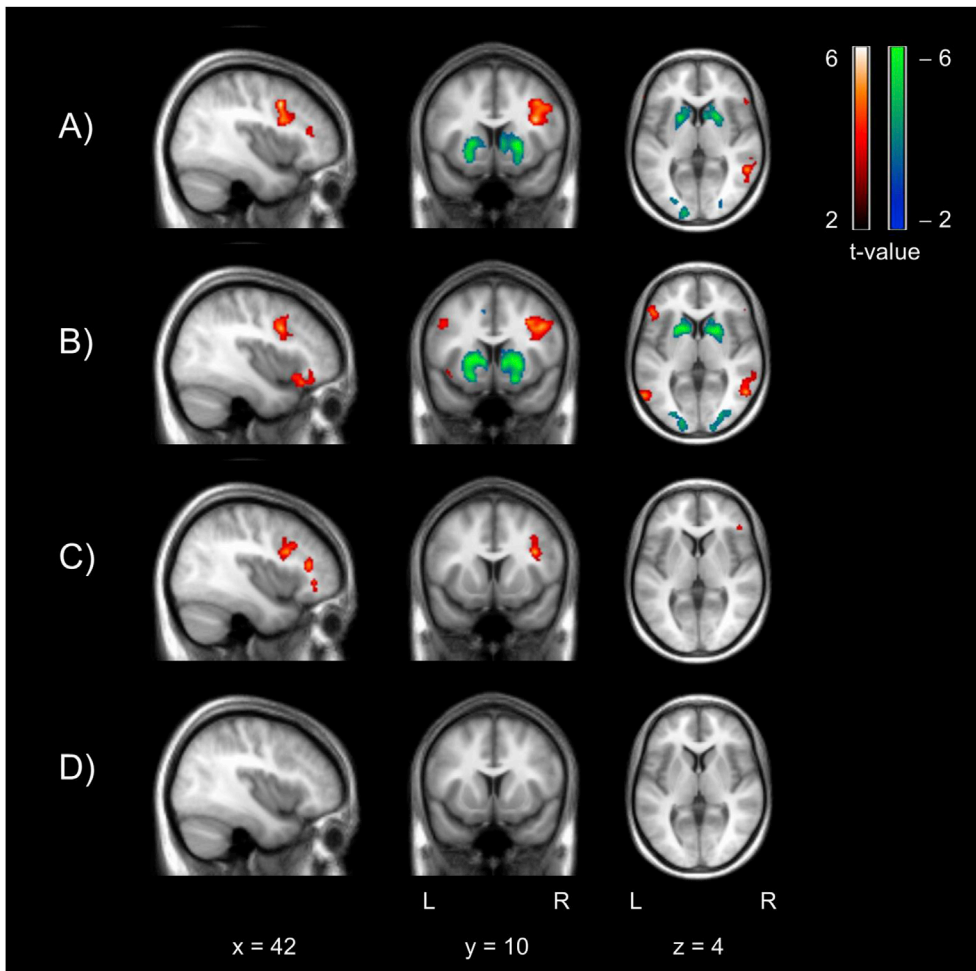 A)
6
– 6
2
– 2
t-value
B)
C)
D)
L R L R
x = 42 y = 10 z = 4